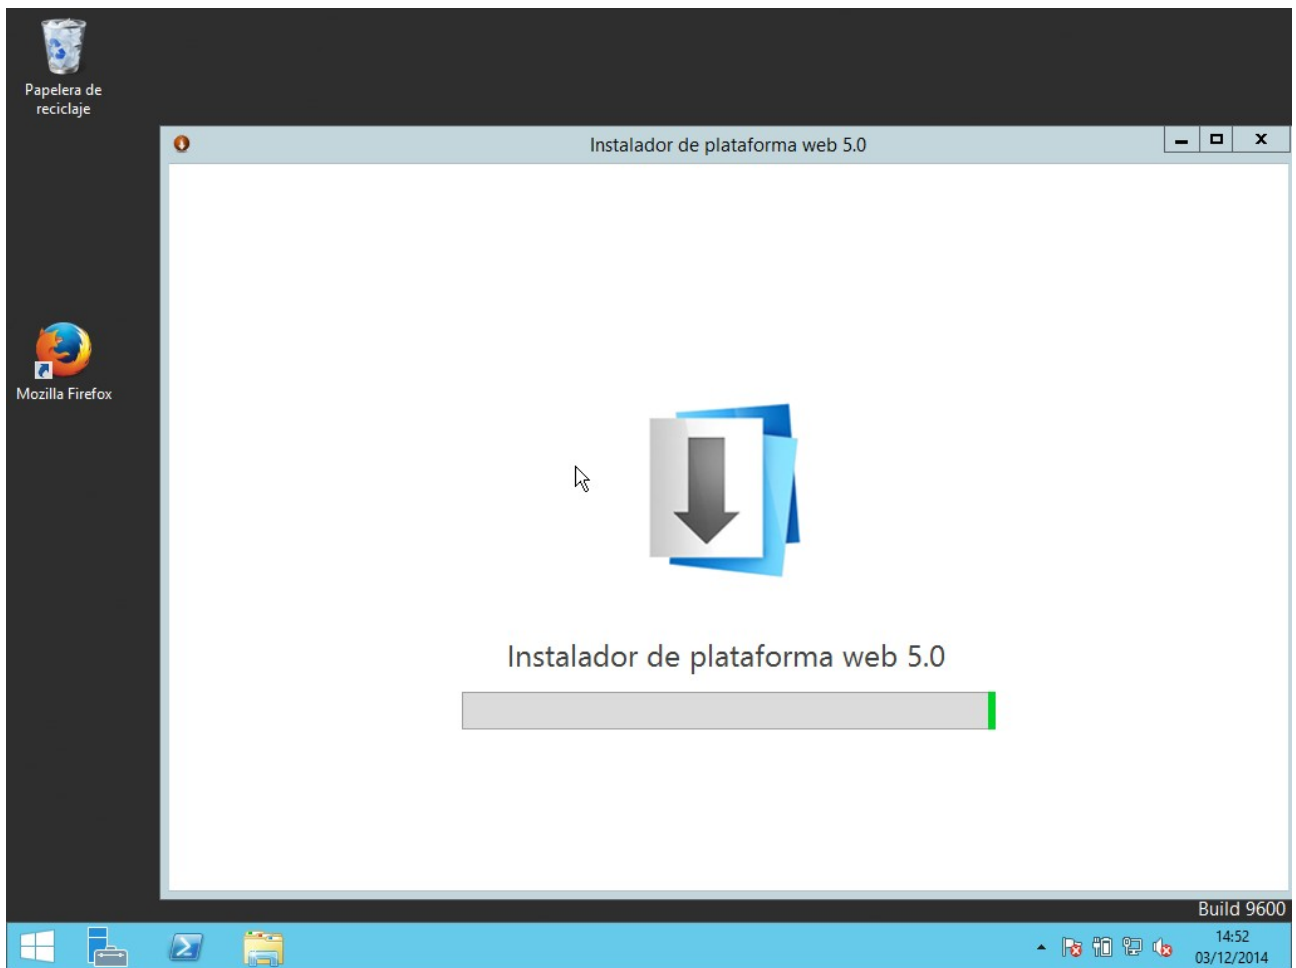 Papelera de
reciclaje
Instalador de plataforma web 5.0
Mozilla Firefox
Instalador de plataforma web 5.0
Build 9600
14:52
03/12/2014